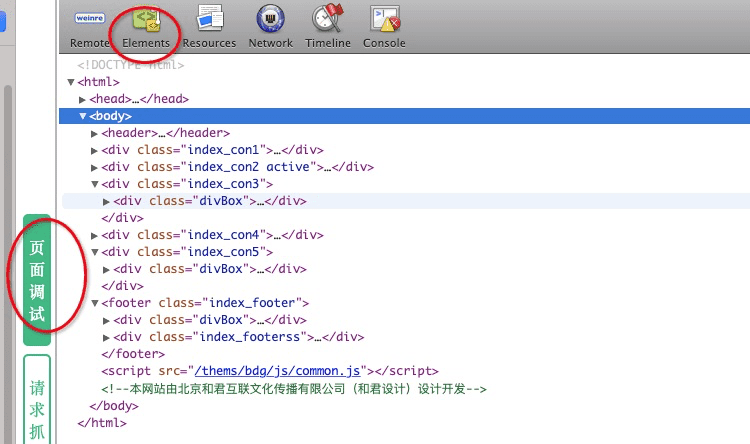 weinre
Remote Elements Resources Network Timeline Console
<!DOCTYPE html>
▼<html>
▶<head>…</head>
▼<body>
▶<header>…</header>
▶<div class="index_con1">…</div>
▶<div class="index_con2 active">…</div>
▼<div class="index_con3">
▶<div class="divBox">…</div>
</div>
▶<div class="index_con4">…</div>
▼<div class="index_con5">
▶<div class="divBox">…</div>
</div>
▼<footer class="index_footer">
▶<div class="divBox">…</div>
▶<div class="index_footerss">…</div>
</footer>
<script src="/thems/bdg/js/common.js"></script>
<!--本网站由北京和君互联文化传播有限公司（和君设计）设计开发-->
</body>
</html>
页面调试
请求抓